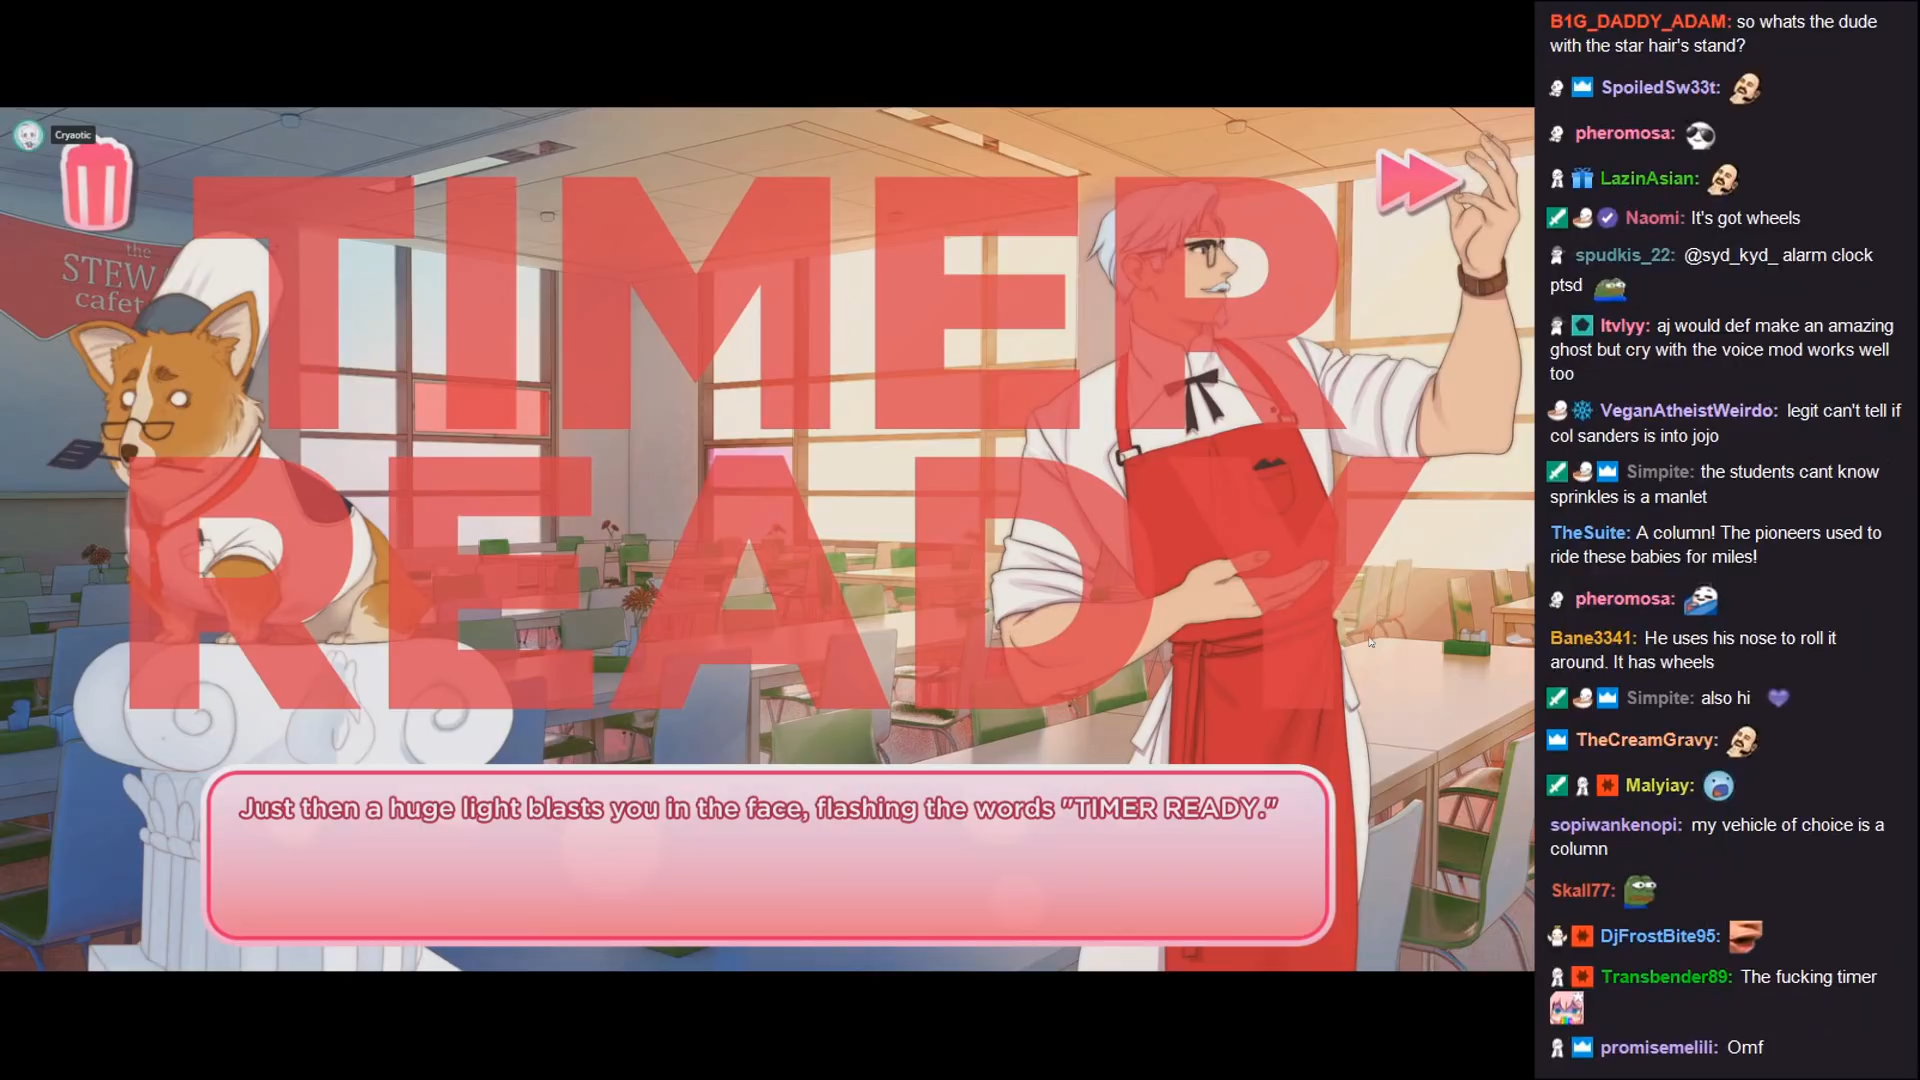 Cryaotic
the
STEW
cafet
TIMER
READY
Just then a huge light blasts you in the face, flashing the words "TIMER READY."
B1G_DADDY_ADAM: so whats the dude
with the star hair's stand?
SpoiledSw33t:
pheromosa:
LazinAsian:
Naomi: It's got wheels
spudkis_22: @syd_kyd_ alarm clock
ptsd
Itvlyy: aj would def make an amazing
ghost but cry with the voice mod works well
too
VeganAtheistWeirdo: legit can't tell if
col sanders is into jojo
Simpite: the students cant know
sprinkles is a manlet
TheSuite: A column! The pioneers used to
ride these babies for miles!
pheromosa:
Bane3341: He uses his nose to roll it
around. It has wheels
Simpite: also hi
TheCreamGravy:
Malyiay:
sopiwankenopi: my vehicle of choice is a
column
Skall77:
DjFrostBite95:
Transbender89: The fucking timer
promisemelili: Omf